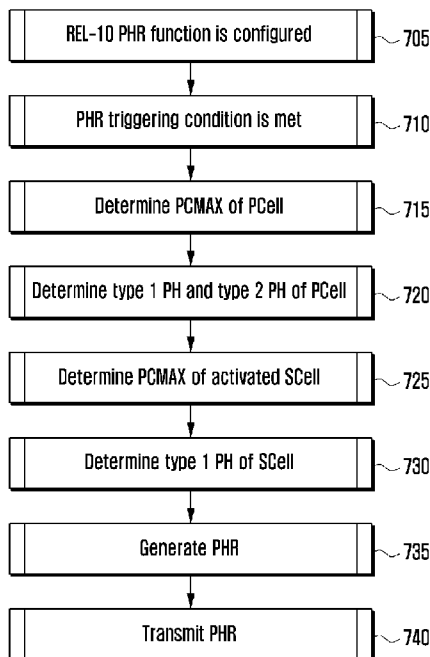 REL-10 PHR function is configured
705
PHR triggering condition is met
710
Determine PCMAX of PCell
715
Determine type 1 PH and type 2 PH of PCell
720
Determine PCMAX of activated SCell
725
Determine type 1 PH of SCell
730
Generate PHR
735
Transmit PHR
740